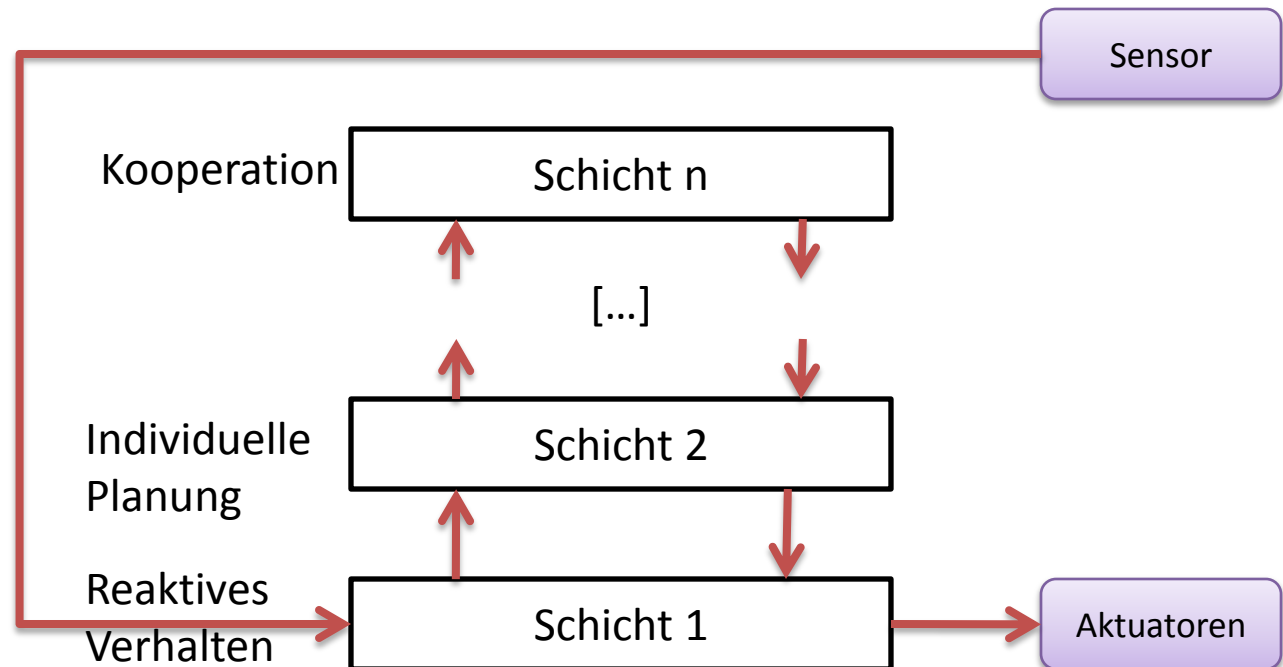 Sensor
Kooperation
Schicht n
[...]
Individuelle
Planung
Schicht 2
Reaktives
Verhalten
Schicht 1
Aktuatoren